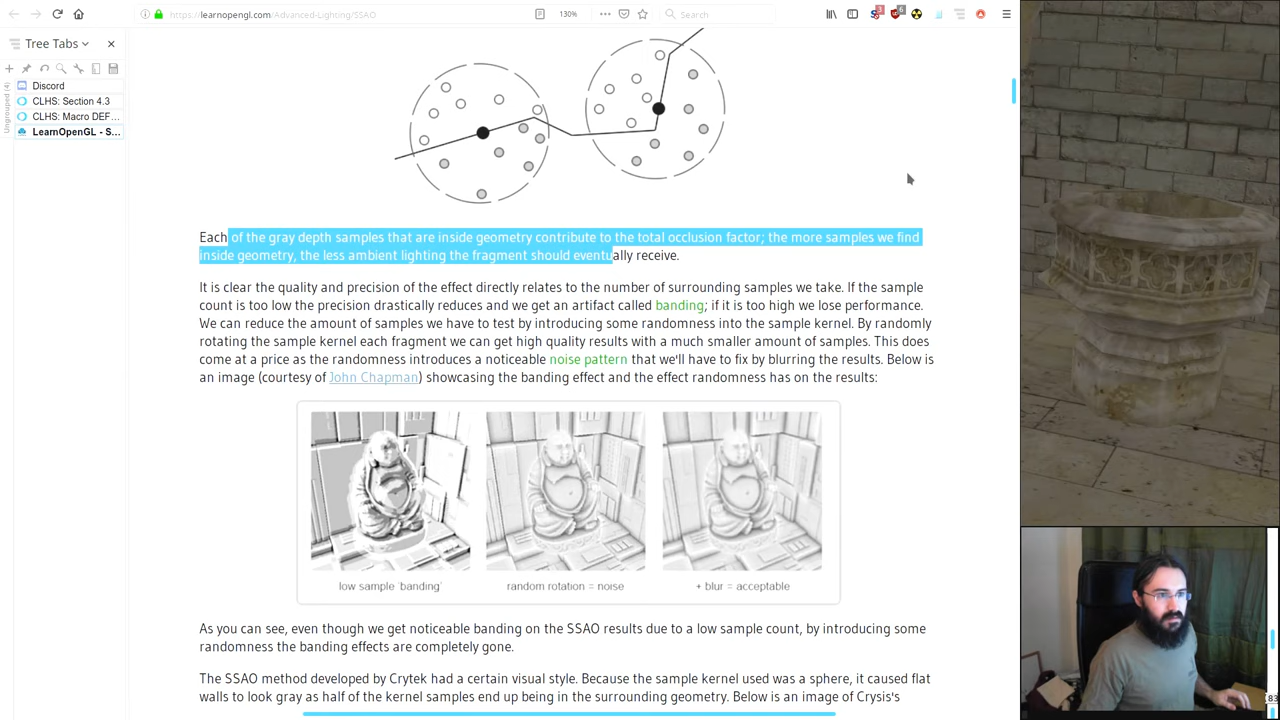 https://learnopengl.com/Advanced-Lighting/SSAO
130%
Search
3
6
Tree Tabs
Ungrouped (4)
Discord
CLHS: Section 4.3
CLHS: Macro DEF...
LearnOpenGL - S...
Each of the gray depth samples that are inside geometry contribute to the total occlusion factor; the more samples we find
inside geometry, the less ambient lighting the fragment should eventually receive.
It is clear the quality and precision of the effect directly relates to the number of surrounding samples we take. If the sample
count is too low the precision drastically reduces and we get an artifact called banding; if it is too high we lose performance.
We can reduce the amount of samples we have to test by introducing some randomness into the sample kernel. By randomly
rotating the sample kernel each fragment we can get high quality results with a much smaller amount of samples. This does
come at a price as the randomness introduces a noticeable noise pattern that we'll have to fix by blurring the results. Below is
an image (courtesy of John Chapman) showcasing the banding effect and the effect randomness has on the results:
low sample 'banding'
random rotation = noise
+ blur = acceptable
As you can see, even though we get noticeable banding on the SSAO results due to a low sample count, by introducing some
randomness the banding effects are completely gone.
The SSAO method developed by Crytek had a certain visual style. Because the sample kernel used was a sphere, it caused flat
walls to look gray as half of the kernel samples end up being in the surrounding geometry. Below is an image of Crysis's
83